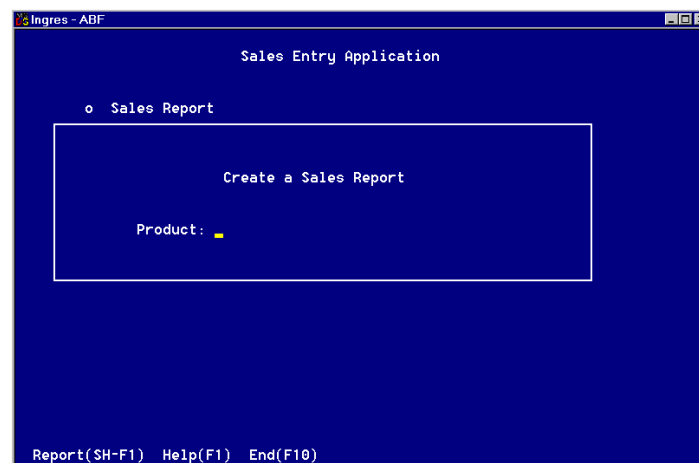 Ingres - ABF
Sales Entry Application
o Sales Report
Create a Sales Report
Product:
Report(SH-F1) Help(F1) End(F10)